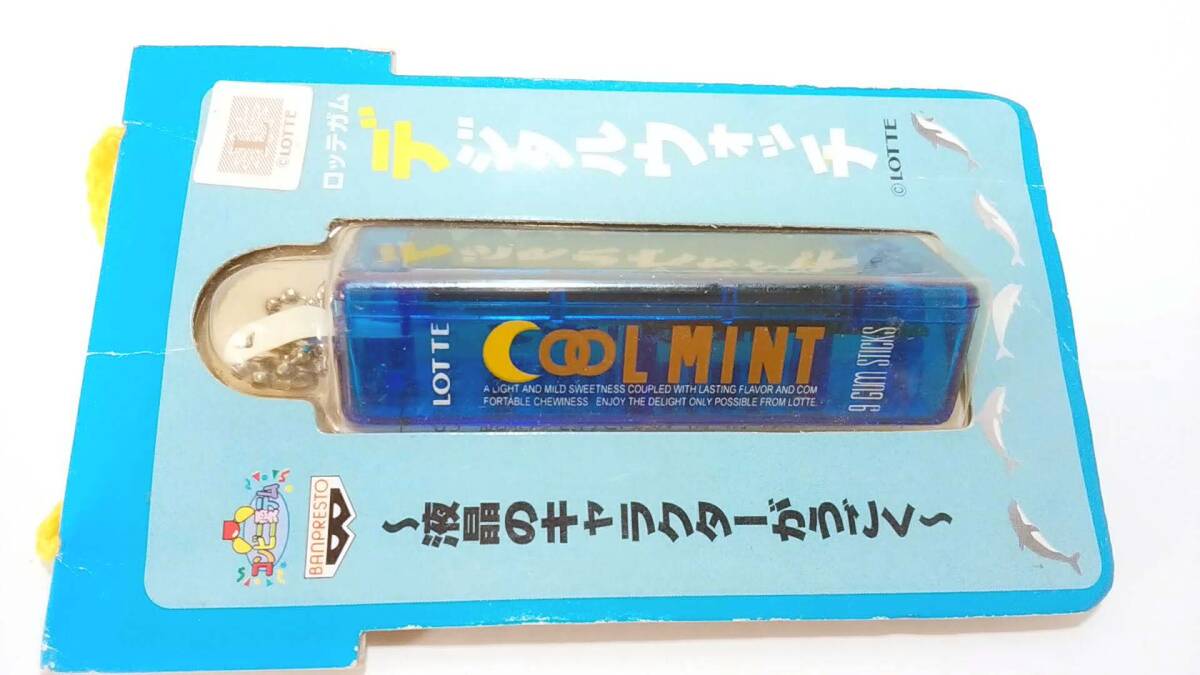 L
©LOTTE
ロッテガム
デジタルウォッチ
©LOTTE
LOTTE
COOL MINT
A LIGHT AND MILD SWEETNESS COUPLED WITH LASTING FLAVOR AND COM
FORTABLE CHEWINESS ENJOY THE DELIGHT ONLY POSSIBLE FROM LOTTE.
9 GUM STICKS
〜液晶のキャラクターがうごく〜
BANPRESTO